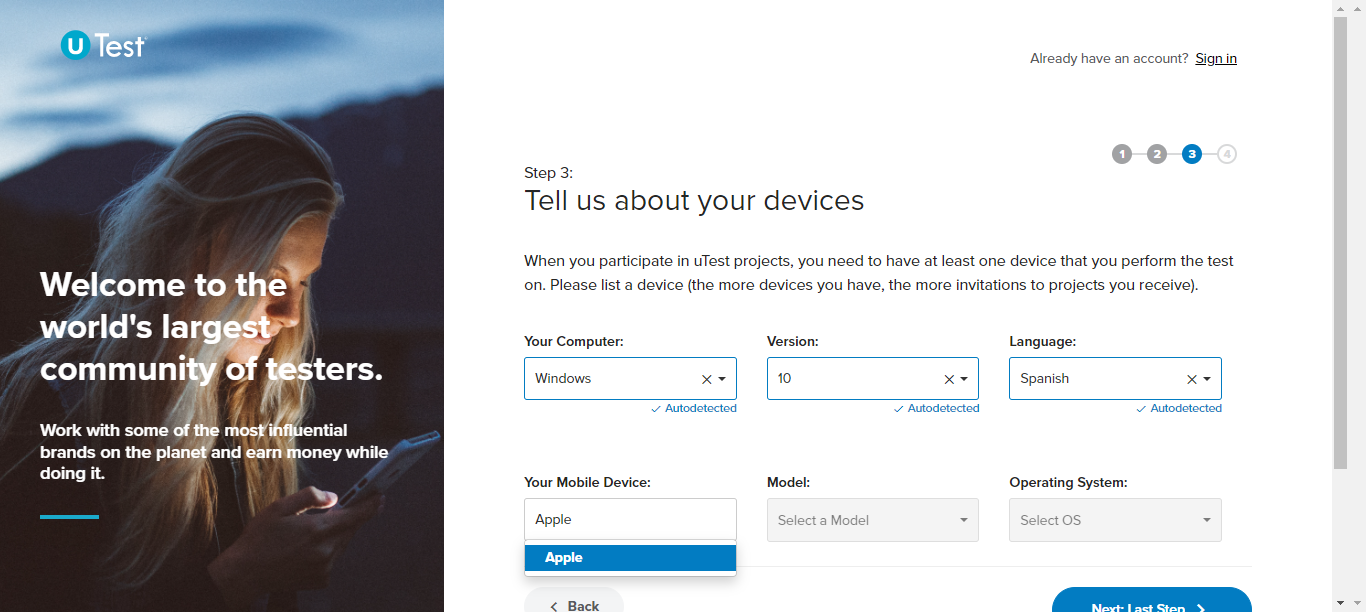 uTest
Already have an account? Sign in
1 2 3 4
Step 3:
Tell us about your devices
Welcome to the
world's largest
community of testers.
Work with some of the most influential
brands on the planet and earn money while
doing it.
When you participate in uTest projects, you need to have at least one device that you perform the test
on. Please list a device (the more devices you have, the more invitations to projects you receive).
Your Computer: Version: Language:
Windows 10 Spanish
Autodetected Autodetected Autodetected
Your Mobile Device: Model: Operating System:
Apple Select a Model Select OS
Apple
Back Next: Last Step